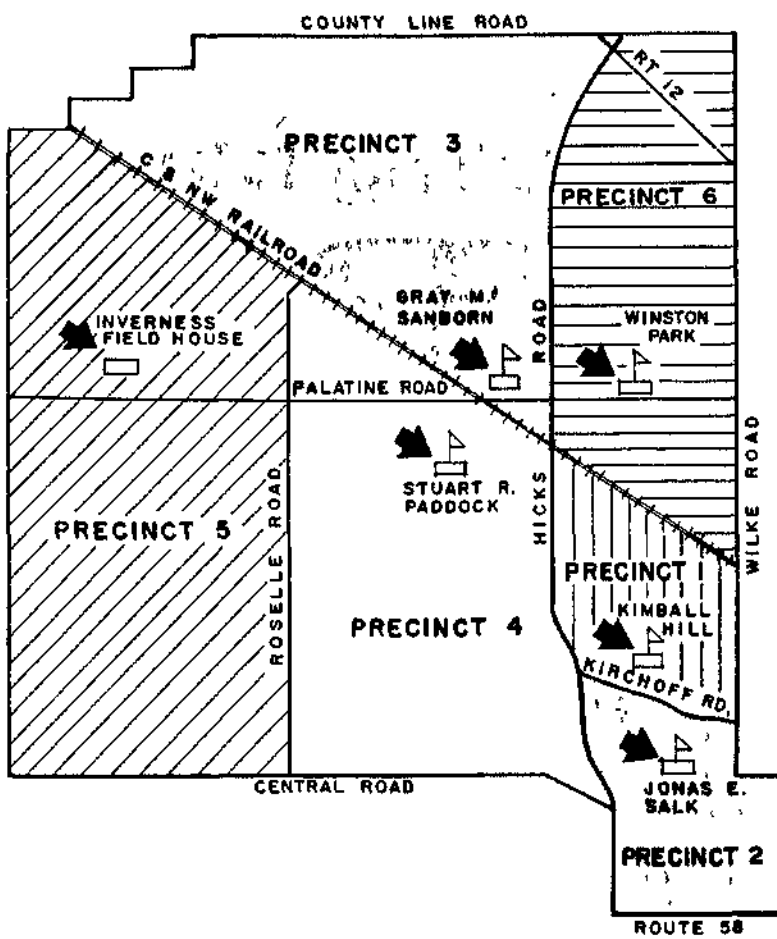 COUNTY LINE ROAD
RT 12
PRECINCT 3
C & NW RAILROAD
PRECINCT 6
GRAY M.
SANBORN
INVERNESS
FIELD HOUSE
WINSTON
PARK
ROAD
PALATINE ROAD
STUART R.
PADDOCK
HICKS
WILKE ROAD
ROSELLE ROAD
PRECINCT 5
PRECINCT
KIMBALL
HILL
PRECINCT 4
KIRCHOFF RD.
CENTRAL ROAD
JONAS E.
SALK
PRECINCT 2
ROUTE 58